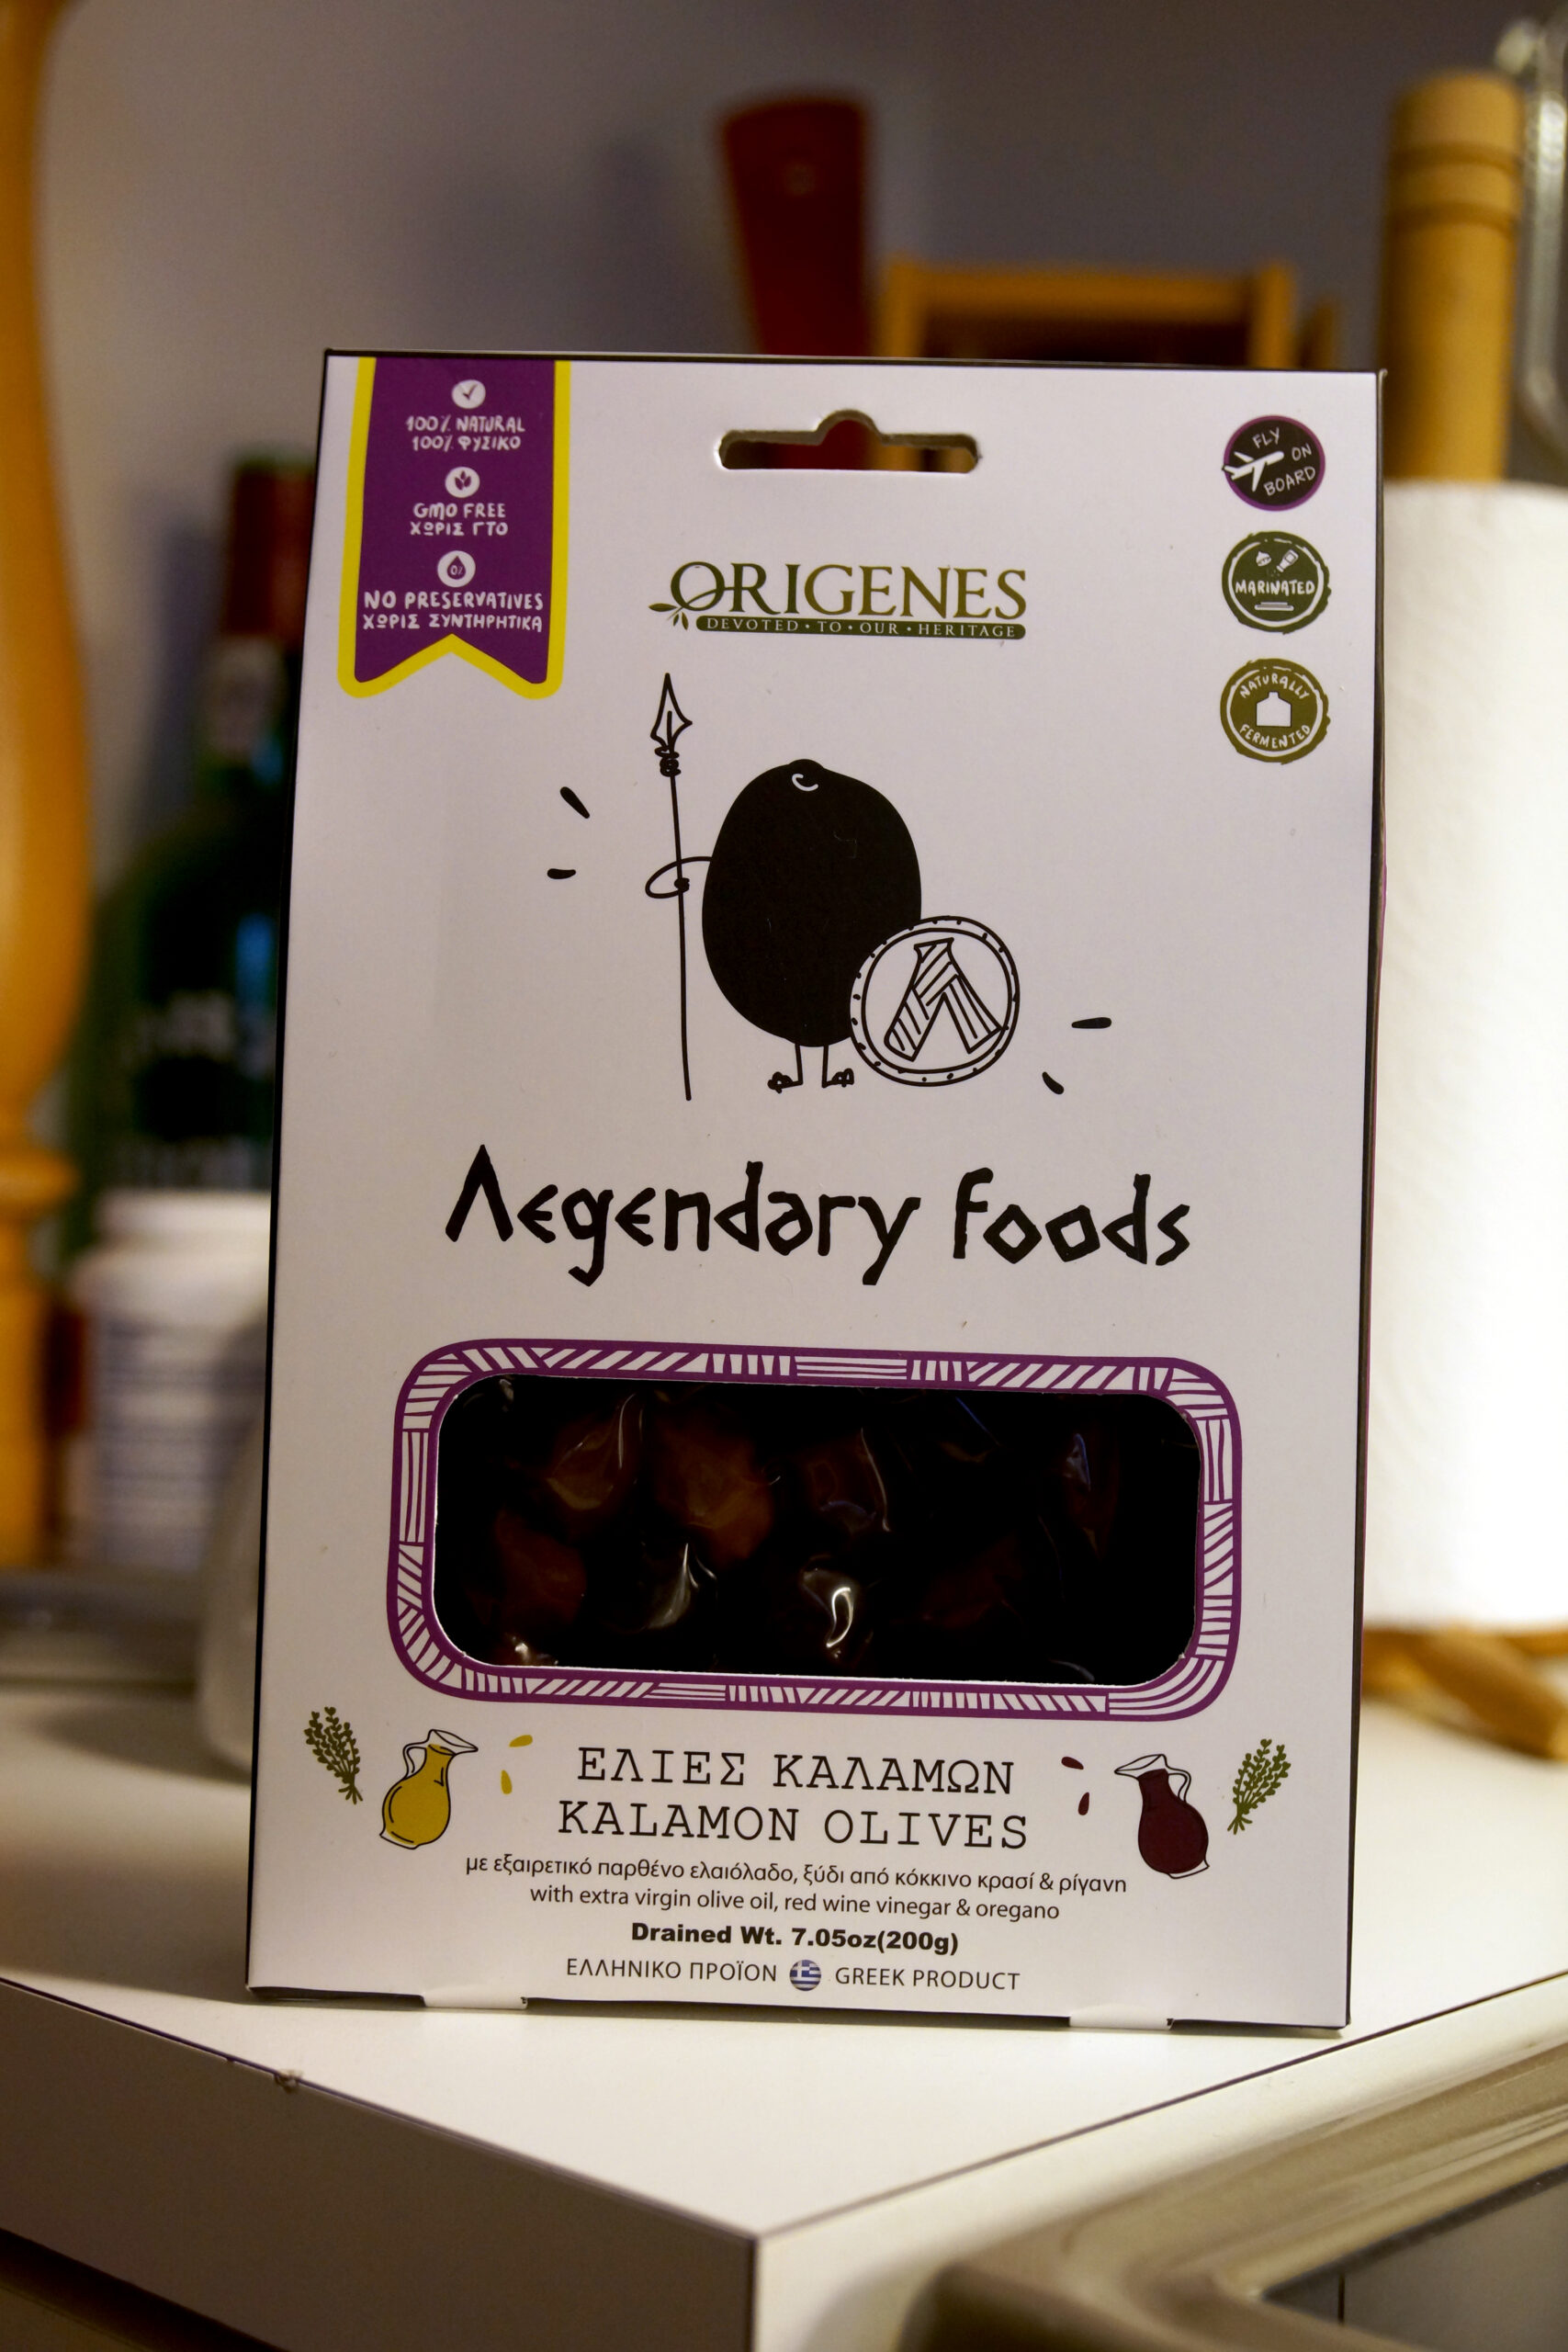 100% NATURAL
100% ΦΥΣΙΚΟ
GMO FREE
ΧΩΡΙΣ ΓΤΟ
0%
NO PRESERVATIVES
ΧΩΡΙΣ ΣΥΝΤΗΡΗΤΙΚΑ
FLY ON BOARD
MARINATED
NATURALLY
FERMENTED
ORIGENES
DEVOTED • TO • OUR • HERITAGE
Λ
Λεgεndary foods
ΕΛΙΕΣ ΚΑΛΑΜΩΝ
KALAMON OLIVES
με εξαιρετικό παρθένο ελαιόλαδο, ξύδι από κόκκινο κρασί & ρίγανη
with extra virgin olive oil, red wine vinegar & oregano
Drained Wt. 7.05oz(200g)
ΕΛΛΗΝΙΚΟ ΠΡΟΪΟΝ GREEK PRODUCT